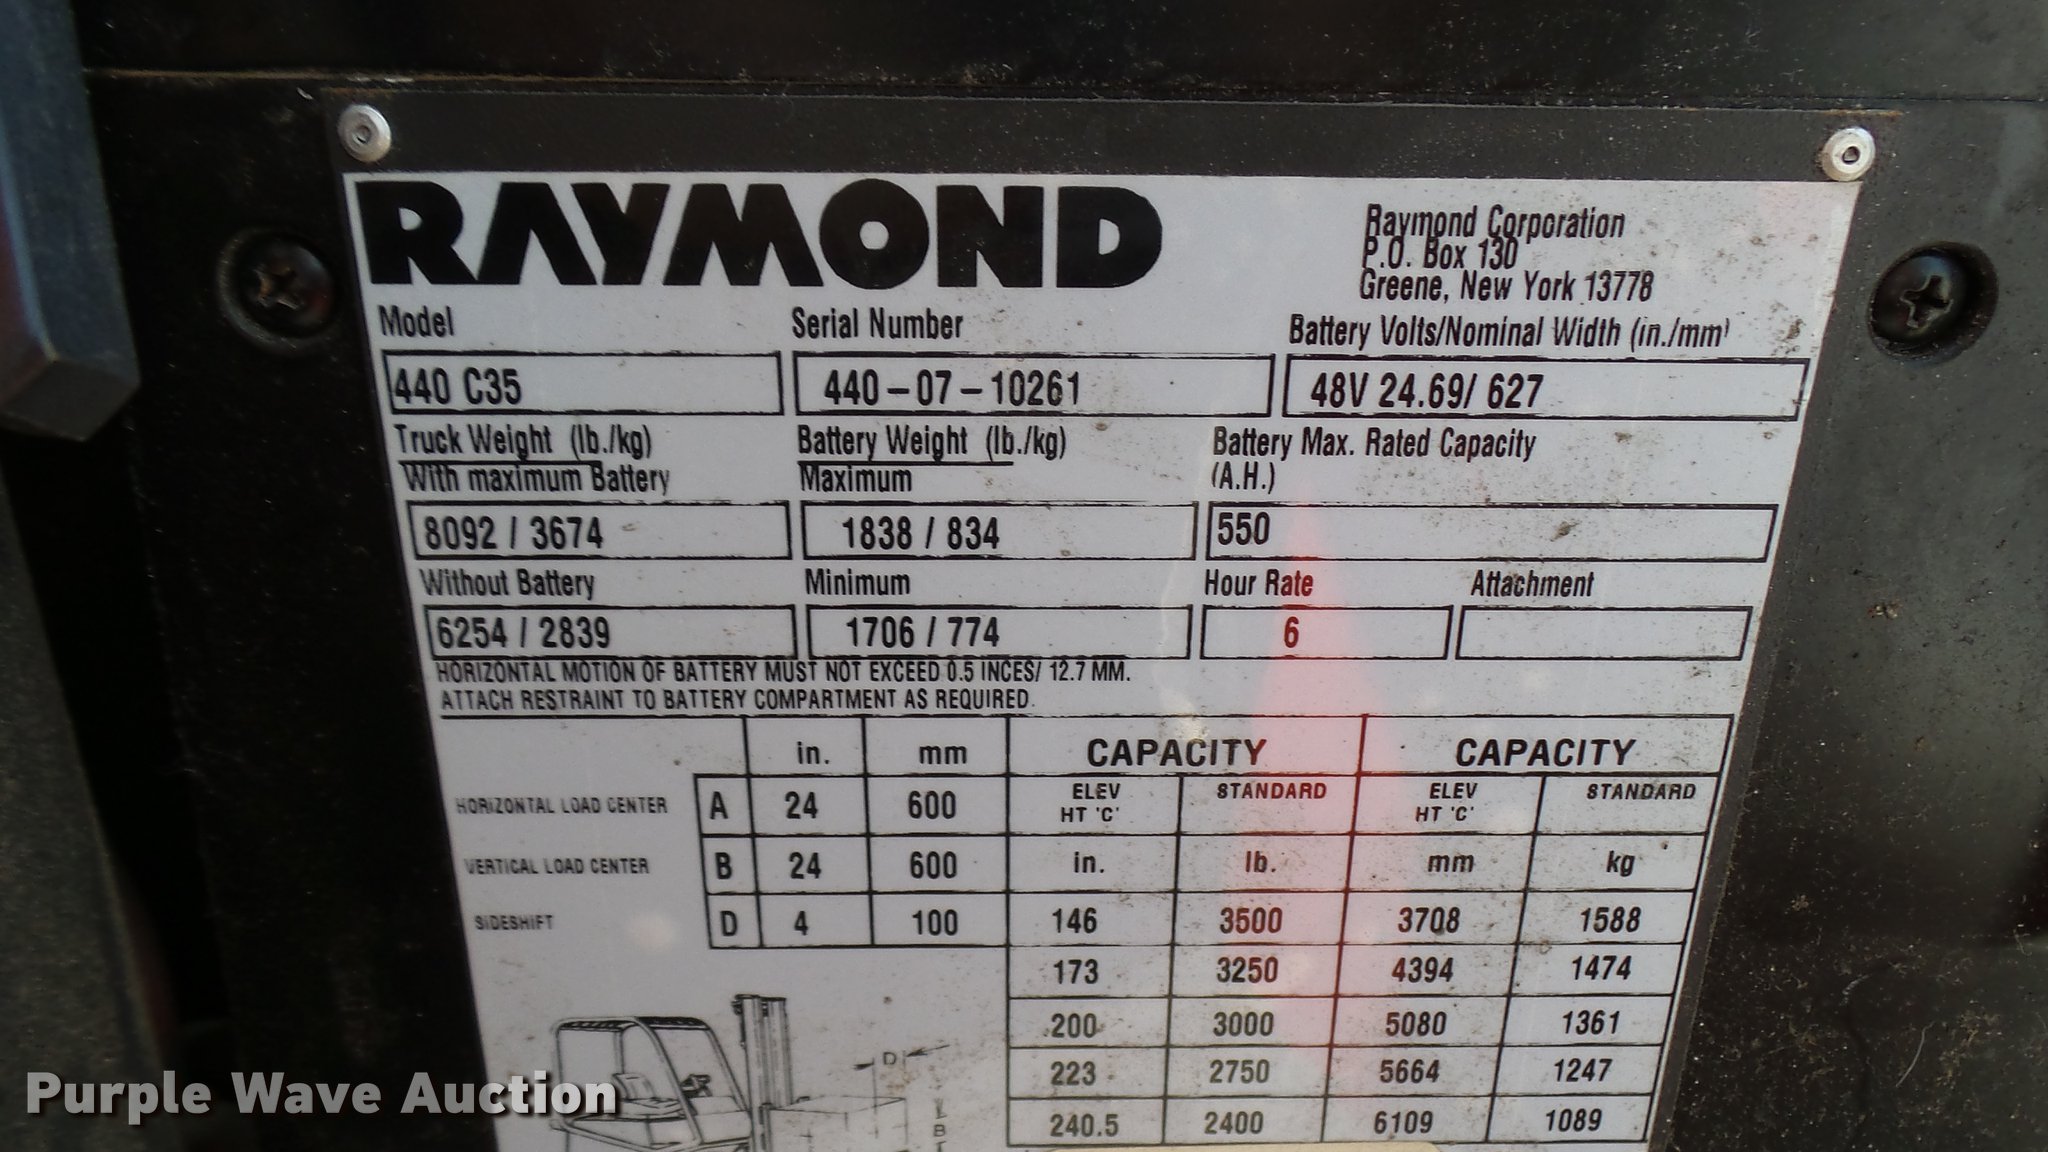 RAYMOND
Raymond Corporation
P.O. Box 130
Greene, New York 13778
Model Serial Number Battery Volts/Nominal Width (in./mm)
440 C35 440-07-10261 48V 24.69/ 627
Truck Weight (lb./kg) Battery Weight (lb./kg) Battery Max. Rated Capacity
With maximum Battery Maximum (A.H.)
8092 / 3674 1838 / 834 550
Without Battery Minimum Hour Rate Attachment
6254 / 2839 1706 / 774 6
HORIZONTAL MOTION OF BATTERY MUST NOT EXCEED 0.5 INCES/ 12.7 MM.
ATTACH RESTRAINT TO BATTERY COMPARTMENT AS REQUIRED.
in. mm CAPACITY CAPACITY
HORIZONTAL LOAD CENTER A 24 600 ELEV HT 'C' STANDARD ELEV HT 'C' STANDARD
VERTICAL LOAD CENTER B 24 600 in. lb. mm kg
SIDESHIFT D 4 100 146 3500 3708 1588
173 3250 4394 1474
200 3000 5080 1361
223 2750 5664 1247
240.5 2400 6109 1089
D
B
Purple Wave Auction